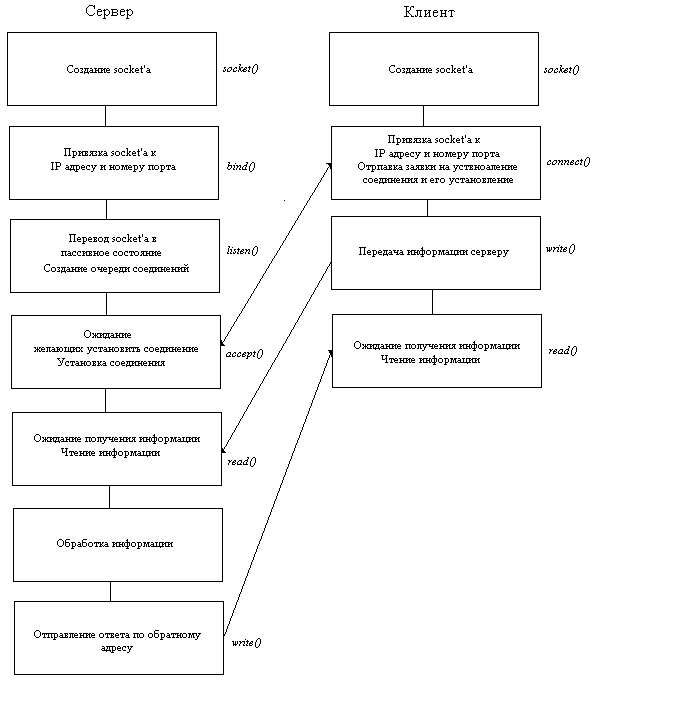 Сервер
Клиент
Создание socket'а
socket()
Создание socket'а
socket()
Привязка socket'а к
IP адресу и номеру порта
bind()
Привязка socket'а к
IP адресу и номеру порта
Отрпавка заявки на уствноаление
соединения и его установление
connect()
Перевод socket'а в
пассивное состояние
Создание очереди соединений
listen()
Передача информации серверу
write()
Ожидание
желающих установить соединение
Установка соединения
accept()
Ожидание получения информации
Чтение информации
read()
Ожидание получения информации
Чтение информации
read()
Обработка информации
Отправление ответа по обратному
адресу
write()